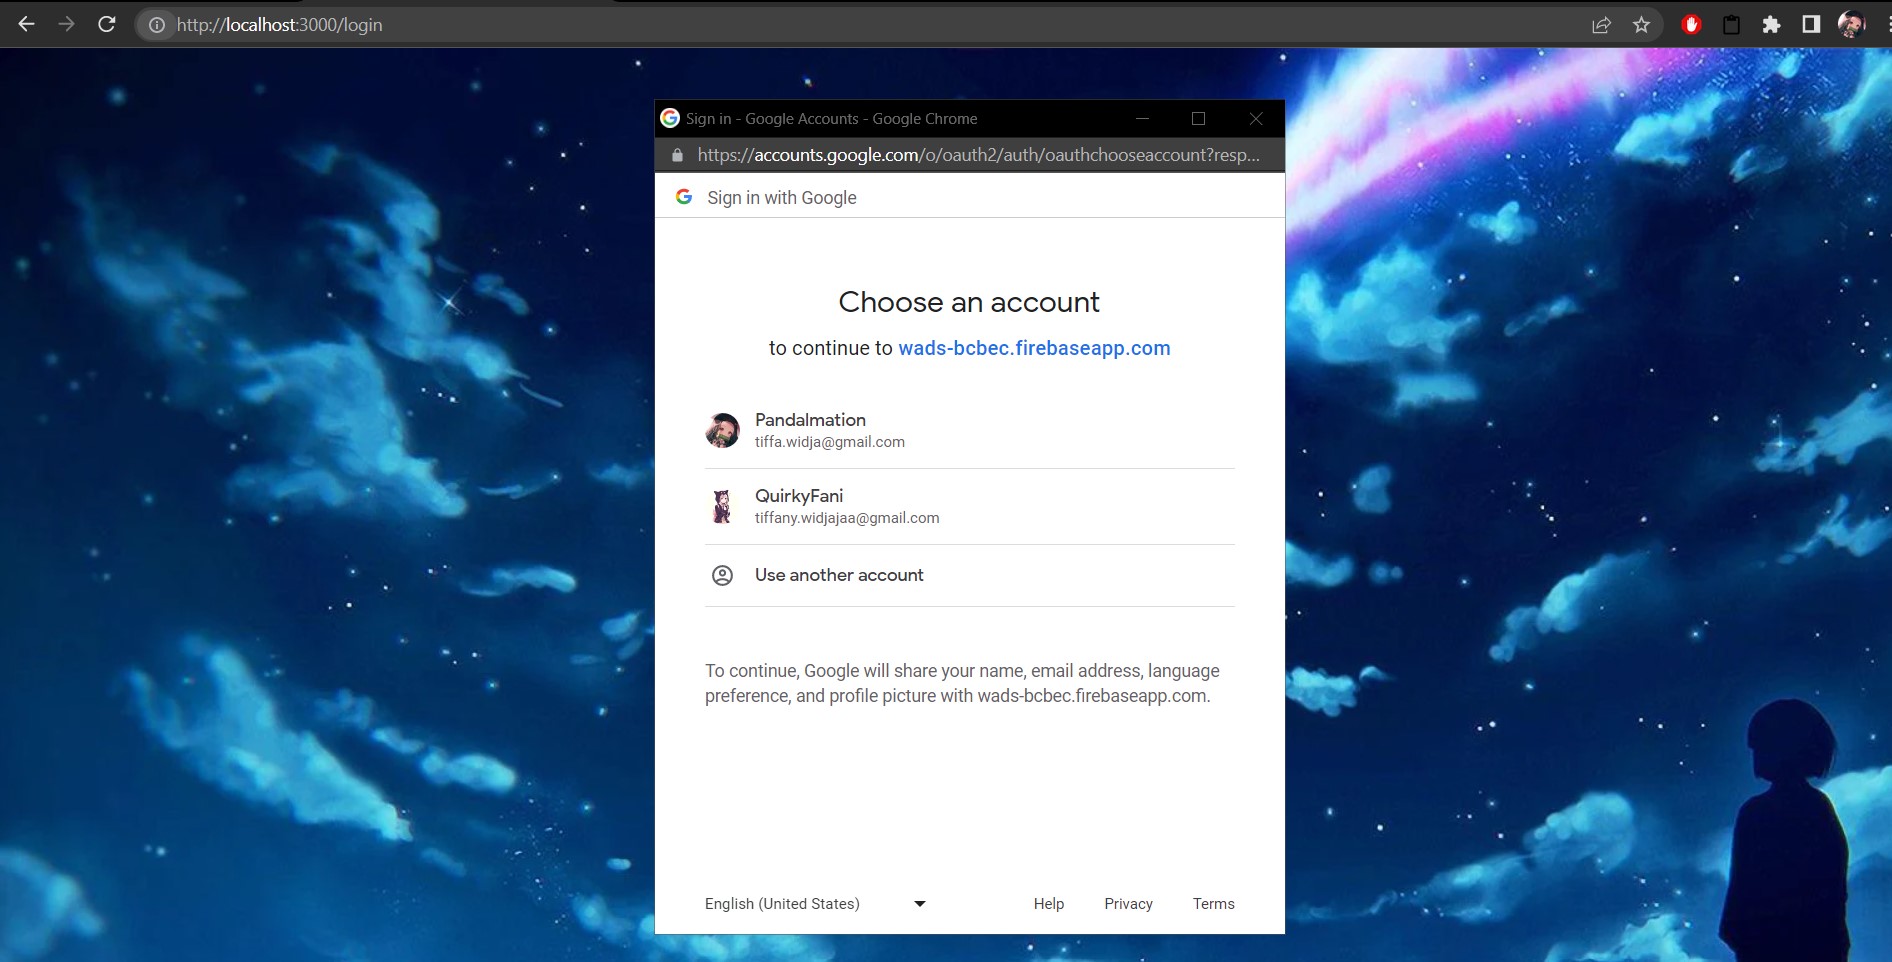 http://localhost:3000/login
Sign in - Google Accounts - Google Chrome
https://accounts.google.com/o/oauth2/auth/oauthchooseaccount?resp...
Sign in with Google
Choose an account
to continue to wads-bcbec.firebaseapp.com
Pandalmation
tiffa.widja@gmail.com
QuirkyFani
tiffany.widjajaa@gmail.com
Use another account
To continue, Google will share your name, email address, language
preference, and profile picture with wads-bcbec.firebaseapp.com.
English (United States) Help Privacy Terms